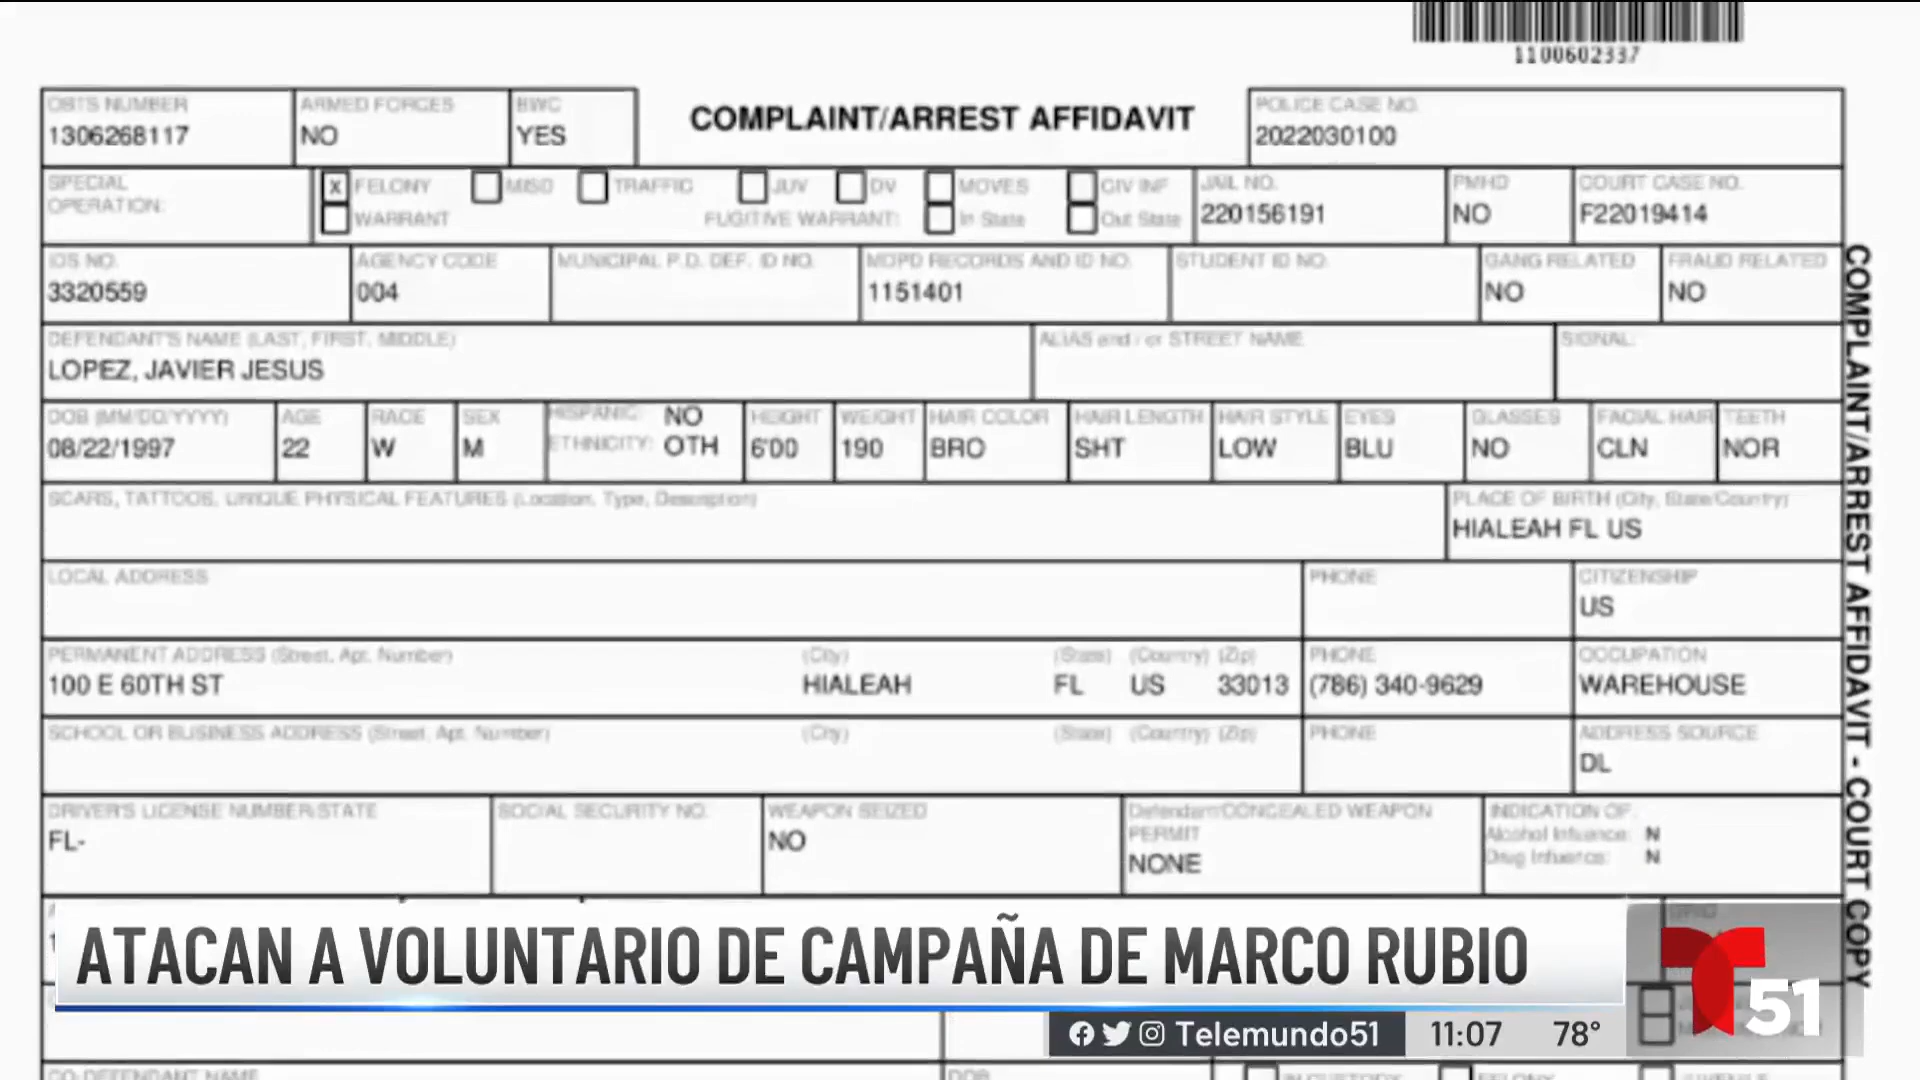 1100602337
OBTS NUMBER ARMED FORCES BWC COMPLAINT/ARREST AFFIDAVIT POLICE CASE NO.
1306268117 NO YES 2022030100
SPECIAL OPERATION: x FELONY MISD TRAFFIC JUV DV MOVES CIV INF JAIL NO. PMHD COURT CASE NO.
WARRANT FUGITIVE WARRANT: In State Out State 220156191 NO F22019414
IDS NO. AGENCY CODE MUNICIPAL P.D. DEF. ID NO. MDPD RECORDS AND ID NO. STUDENT ID NO. GANG RELATED FRAUD RELATED
3320559 004 1151401 NO NO
DEFENDANT'S NAME (LAST, FIRST, MIDDLE) ALIAS and / or STREET NAME SIGNAL:
LOPEZ, JAVIER JESUS
DOB (MM/DD/YYYY) AGE RACE SEX HISPANIC: NO HEIGHT WEIGHT HAIR COLOR HAIR LENGTH HAIR STYLE EYES GLASSES FACIAL HAIR TEETH
08/22/1997 22 W M ETHNICITY: OTH 6'00 190 BRO SHT LOW BLU NO CLN NOR
SCARS, TATTOOS, UNIQUE PHYSICAL FEATURES (Location, Type, Description) PLACE OF BIRTH (City, State/Country)
HIALEAH FL US
LOCAL ADDRESS PHONE CITIZENSHIP
US
PERMANENT ADDRESS (Street, Apt. Number) (City) (State) (Country) (Zip) PHONE OCCUPATION
100 E 60TH ST HIALEAH FL US 33013 (786) 340-9629 WAREHOUSE
SCHOOL OR BUSINESS ADDRESS (Street, Apt. Number) (City) (State) (Country) (Zip) PHONE ADDRESS SOURCE
DL
DRIVER'S LICENSE NUMBER/STATE SOCIAL SECURITY NO. WEAPON SEIZED Defendant/CONCEALED WEAPON PERMIT INDICATION OF:
FL- NO NONE Alcohol Influence: N
Drug Influence: N
COMPLAINT/ARREST AFFIDAVIT - COURT COPY
ATACAN A VOLUNTARIO DE CAMPAÑA DE MARCO RUBIO
51
Telemundo51 11:07 78°
CO-DEFENDANT NAME DOB IN CUSTODY FELONY JUVENILE